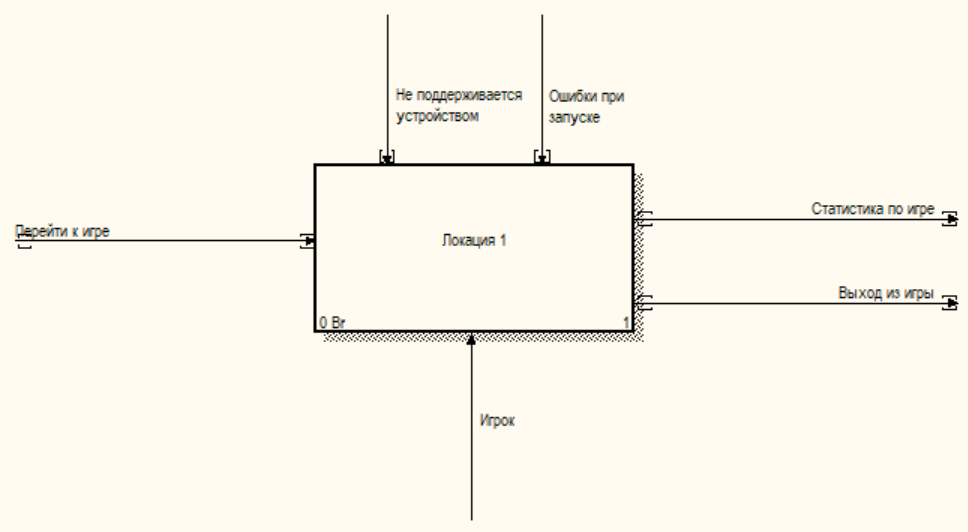 Не поддерживается
устройством
Ошибки при
запуске
Перейти к игре
Локация 1
Статистика по игре
Выход из игры
0 Br
1
Игрок